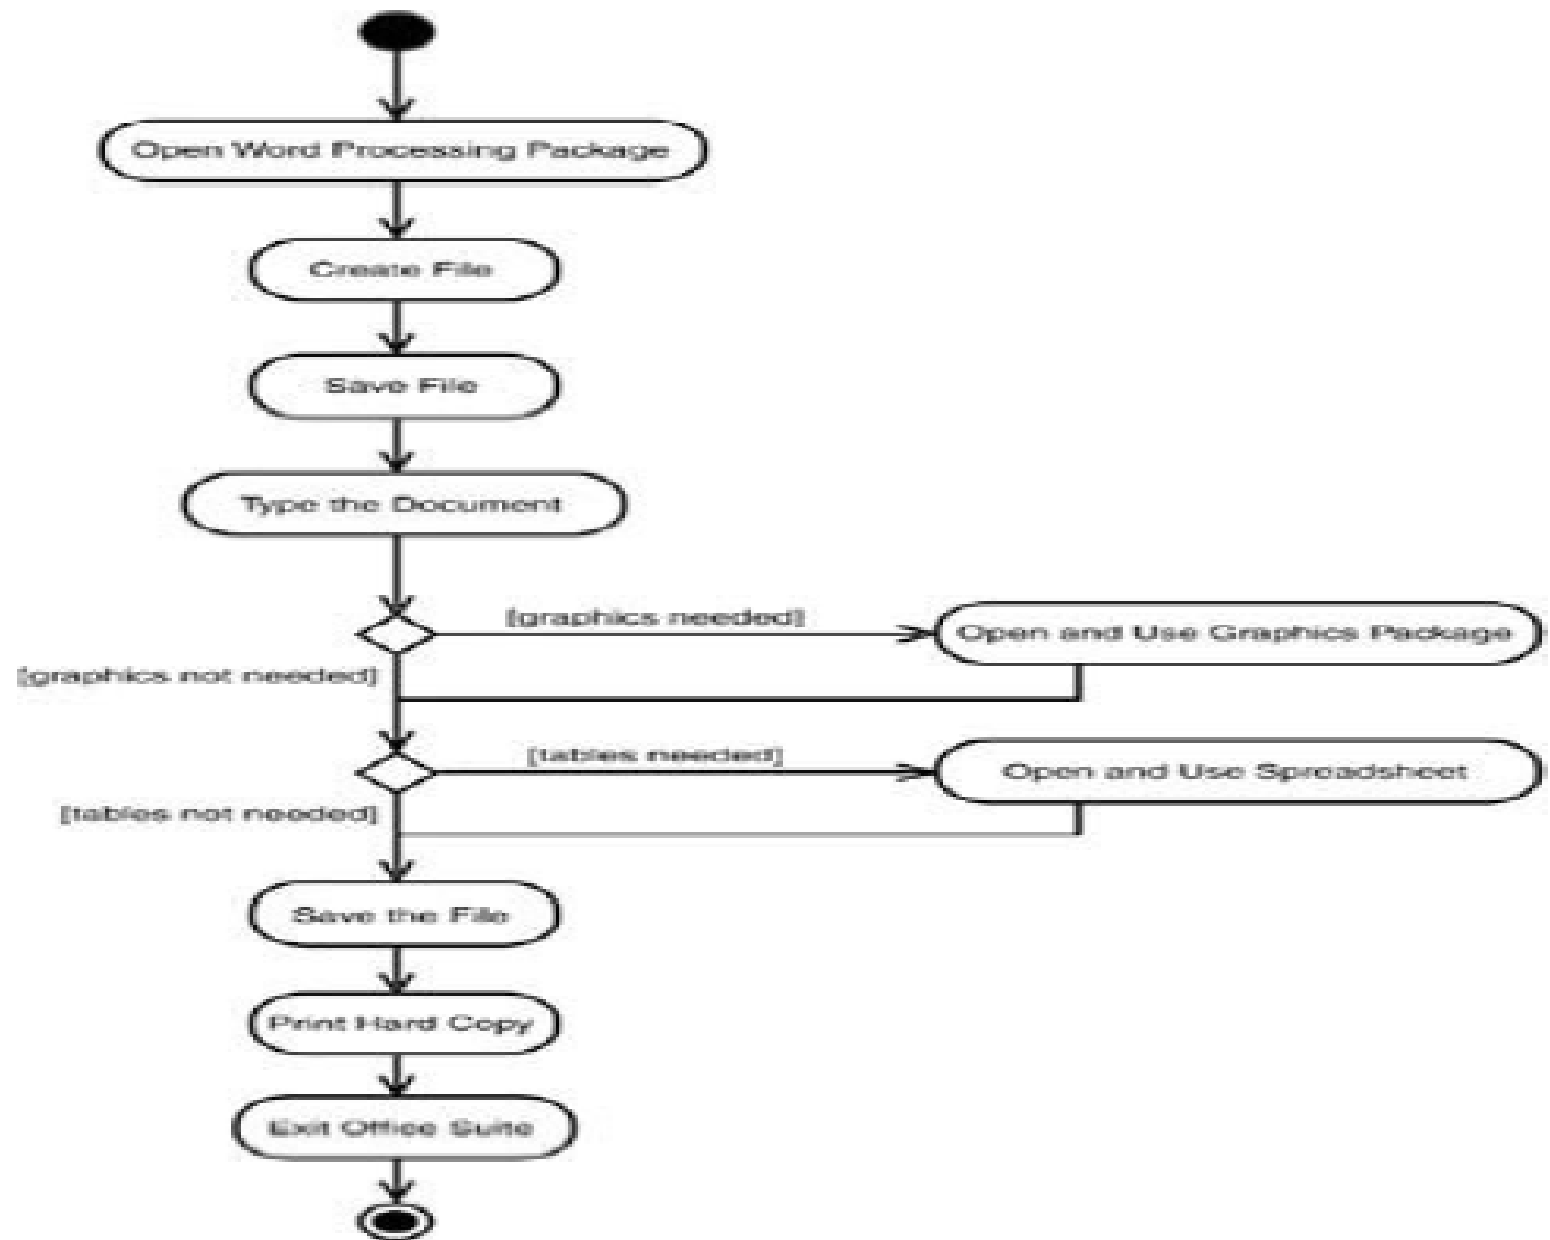 Open Word Processing Package
Create File
Save File
Type the Document
[graphics needed]
Open and Use Graphics Package
[graphics not needed]
[tables needed]
Open and Use Spreadsheet
[tables not needed]
Save the File
Print Hard Copy
Exit Office Suite